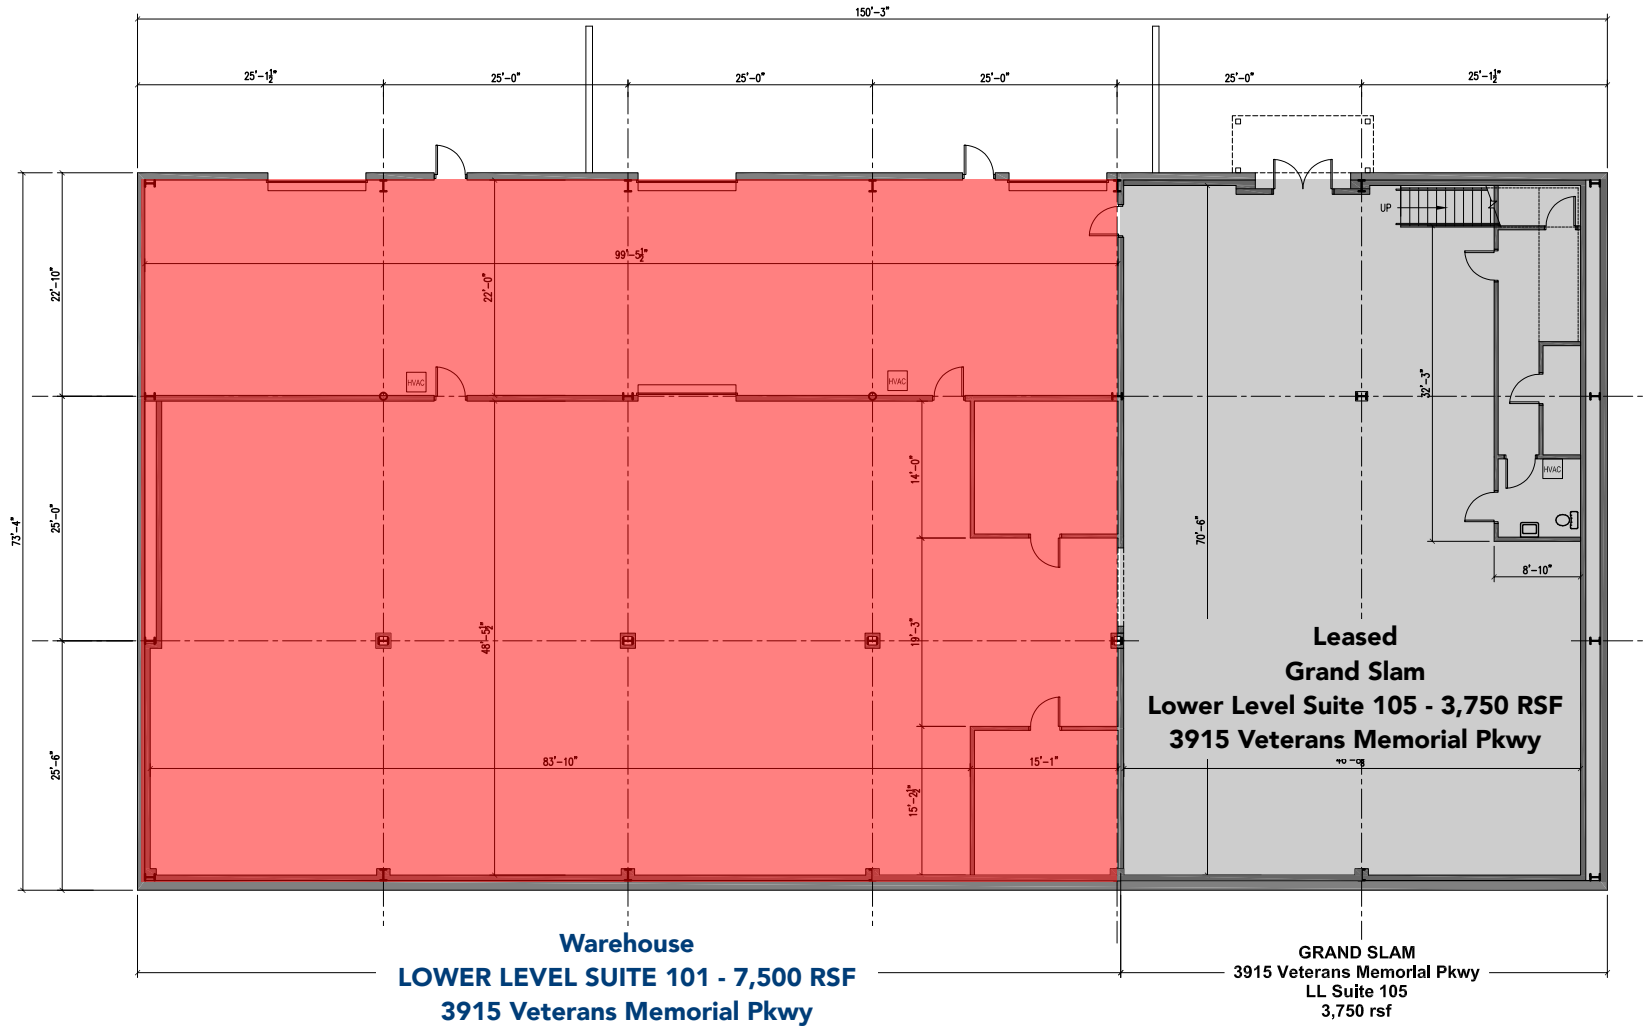 150'-3"
25'-1½"
25'-0"
25'-0"
25'-0"
25'-0"
25'-1½"
UP
99'-5½"
22'-10"
22'-0"
HVAC
HVAC
32'-3"
14'-0"
HVAC
25'-0"
73'-4"
70'-6"
8'-10"
19'-3"
48'-5½"
Leased
Grand Slam
Lower Level Suite 105 - 3,750 RSF
3915 Veterans Memorial Pkwy
25'-6"
83'-10"
15'-1"
15'-2½"
Warehouse
LOWER LEVEL SUITE 101 - 7,500 RSF
3915 Veterans Memorial Pkwy
GRAND SLAM
3915 Veterans Memorial Pkwy
LL Suite 105
3,750 rsf